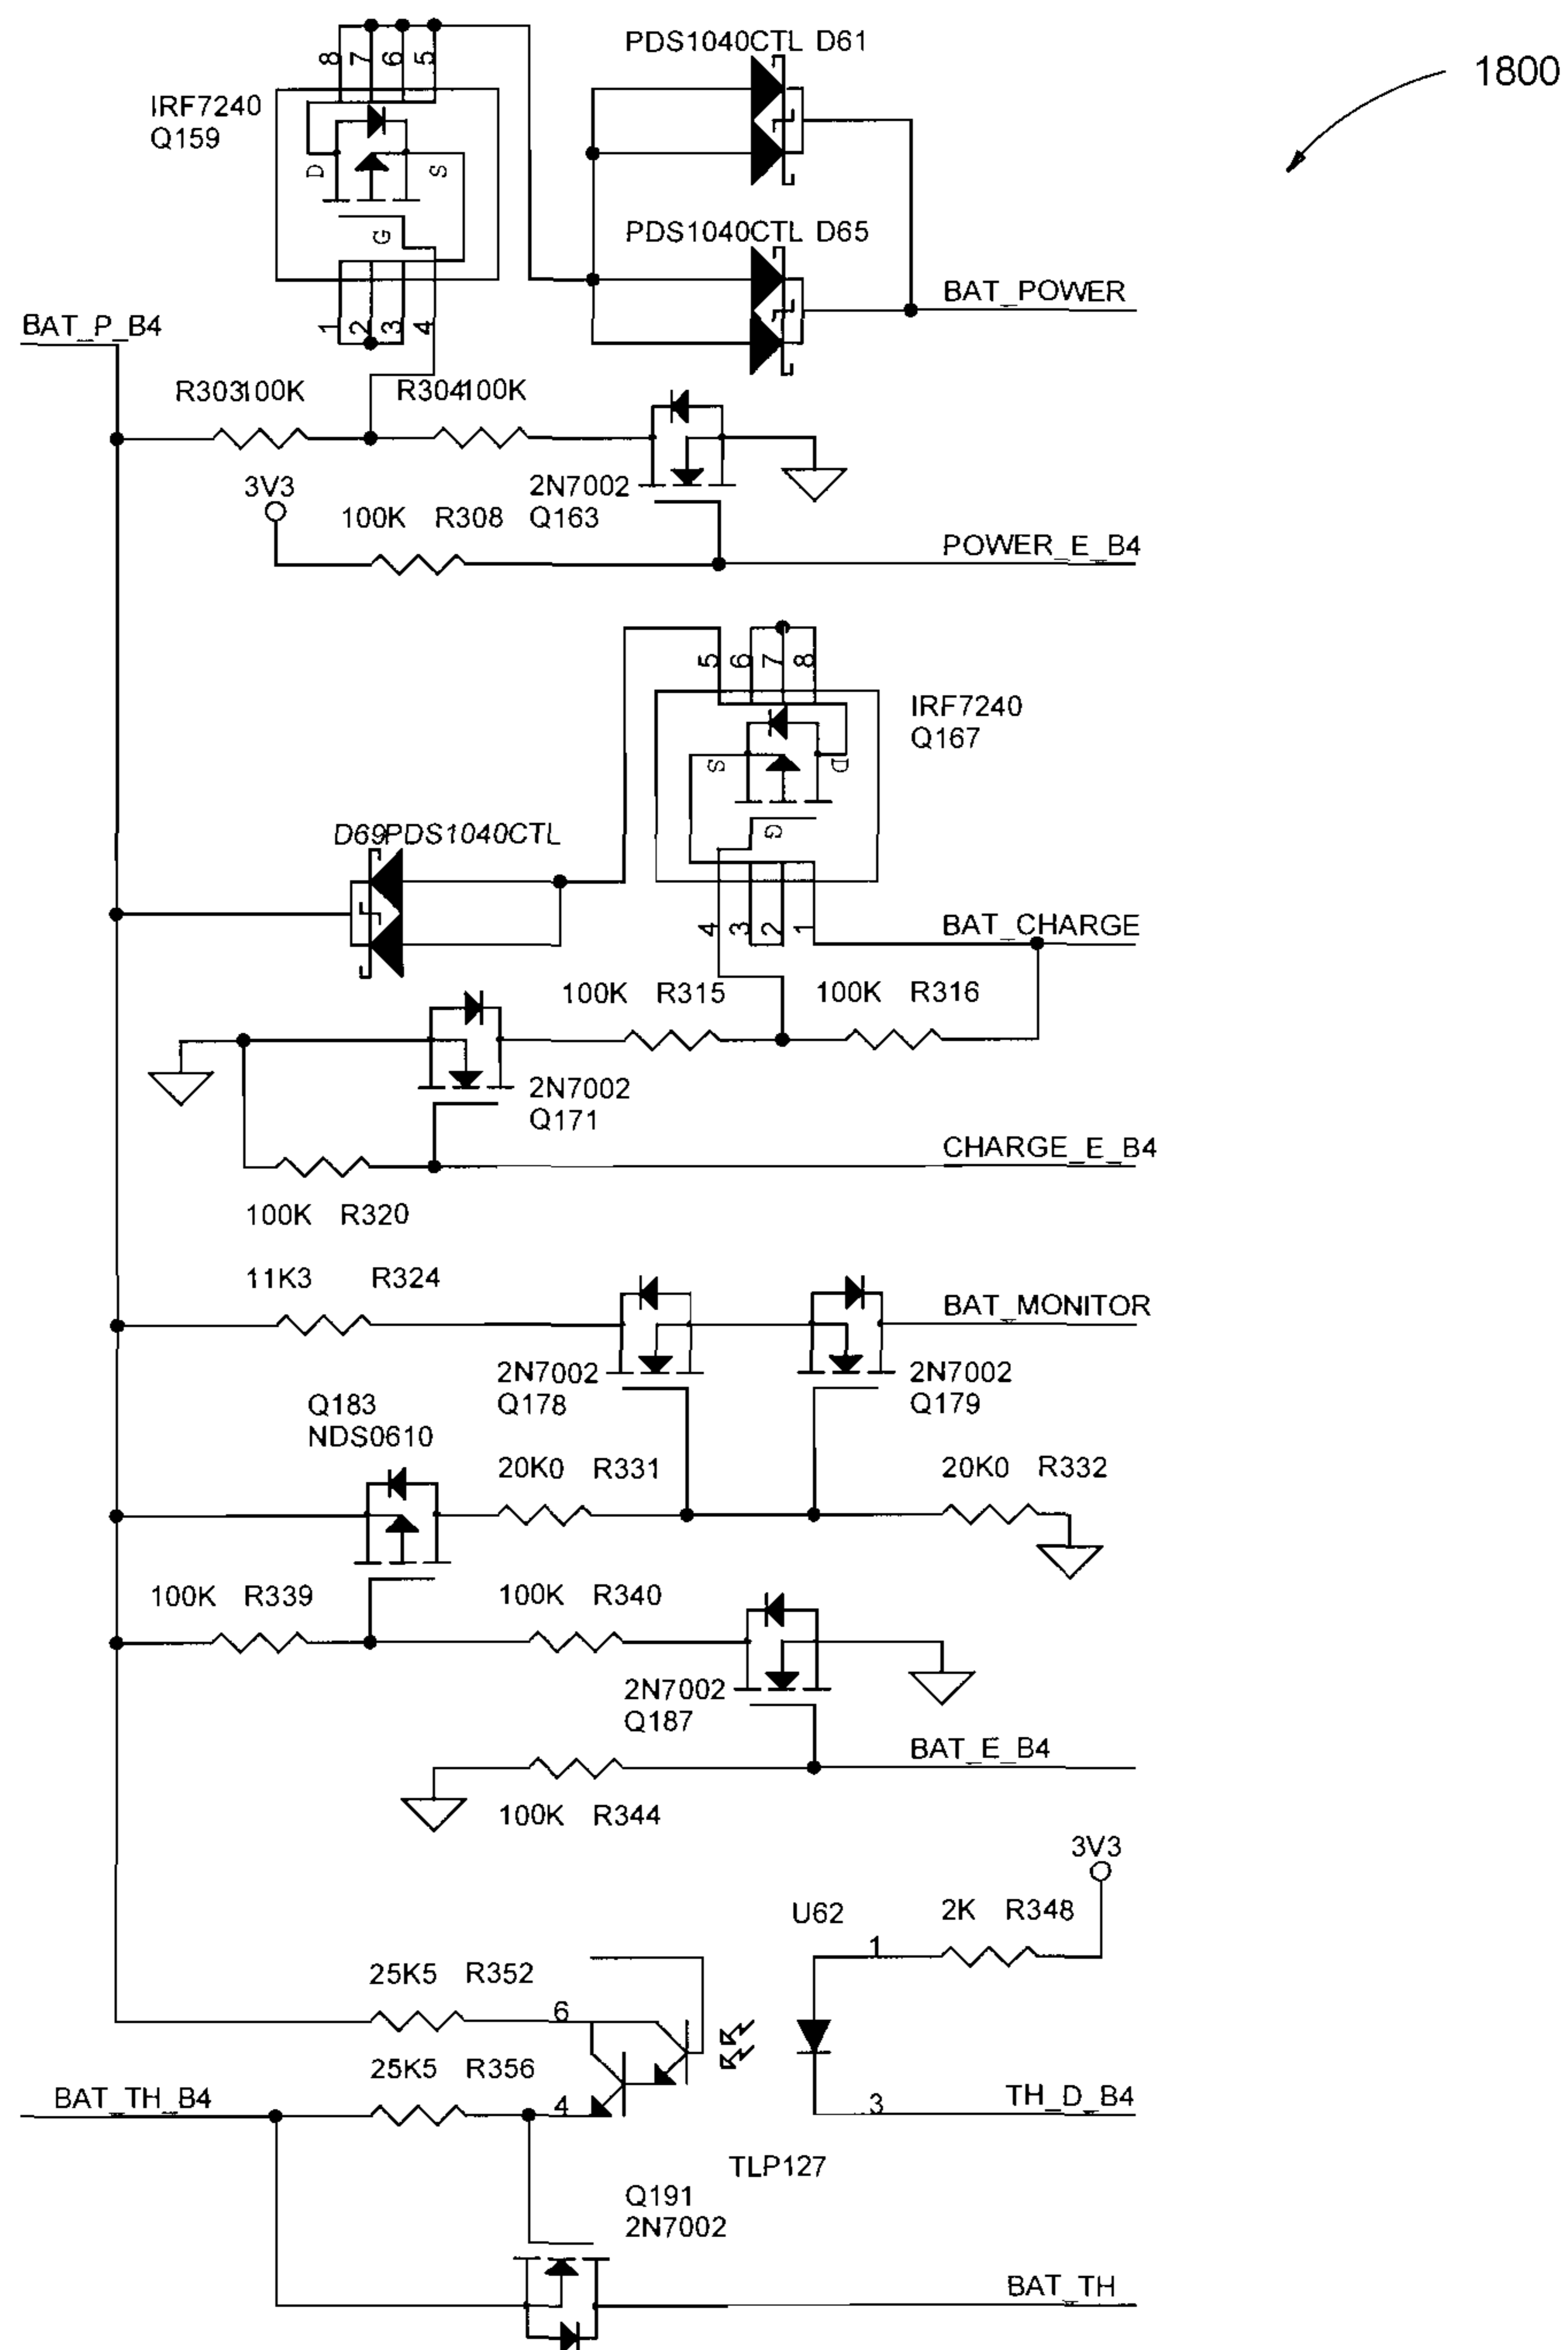 PDS1040CTL D61
1800
8 7 6 5
IRF7240
Q159
D S
G
PDS1040CTL D65
BAT_POWER
BAT_P_B4
1 2 3 4
R303100K R304100K
3V3
2N7002
100K R308 Q163
POWER_E_B4
5 6 7 8
IRF7240
Q167
S D
G
D69PDS1040CTL
4 3 2 1
BAT_CHARGE
100K R315 100K R316
2N7002
Q171
CHARGE_E_B4
100K R320
11K3 R324
BAT_MONITOR
2N7002
Q178
2N7002
Q179
Q183
NDS0610
20K0 R331 20K0 R332
100K R339 100K R340
2N7002
Q187
BAT_E_B4
100K R344
3V3
U62 2K R348
1
25K5 R352
6
25K5 R356
BAT_TH_B4
4
3
TH_D_B4
TLP127
Q191
2N7002
BAT_TH